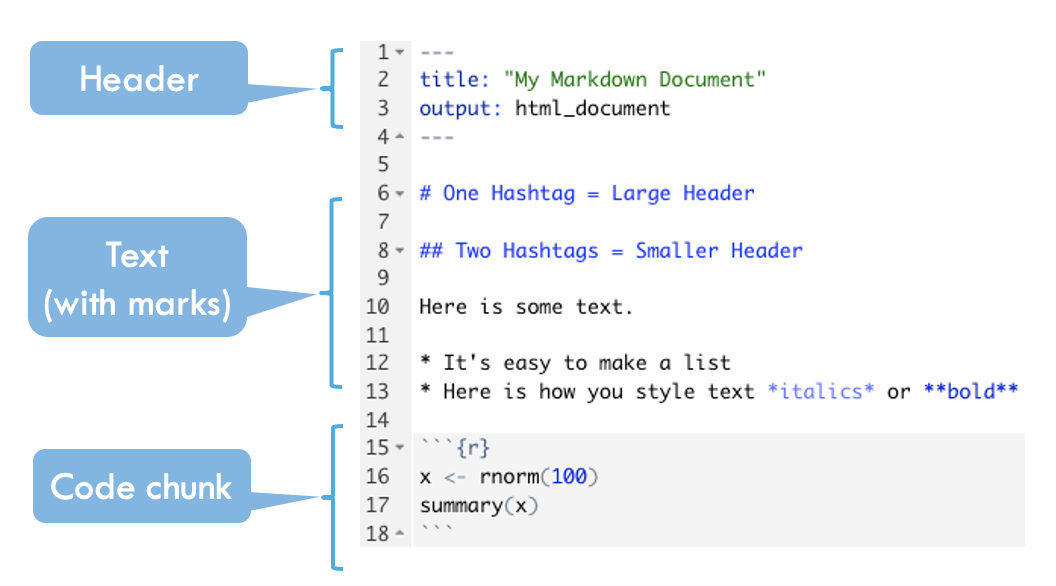 Header
Text
(with marks)
Code chunk
1 ---
2 title: "My Markdown Document"
3 output: html_document
4 ---
5
6 # One Hashtag = Large Header
7
8 ## Two Hashtags = Smaller Header
9
10 Here is some text.
11
12 * It's easy to make a list
13 * Here is how you style text *italics* or **bold**
14
15 ```{r}
16 x <- rnorm(100)
17 summary(x)
18 ```